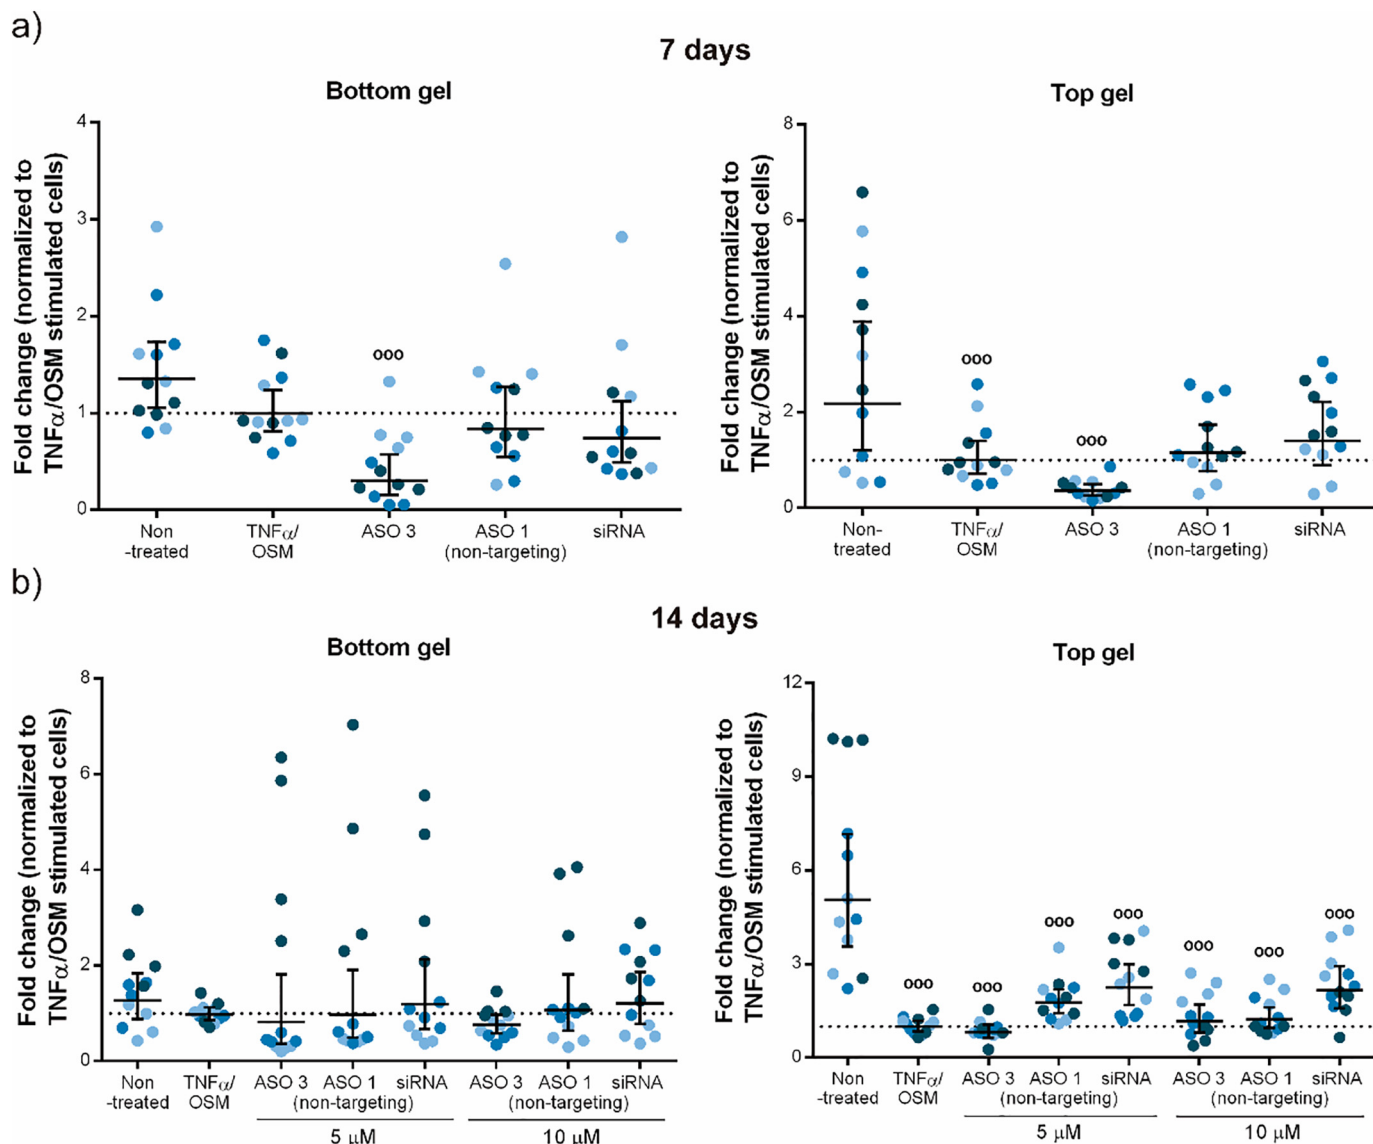 a)
7 days
Bottom gel
Fold change (normalized to
TNFα/OSM stimulated cells)
4
3
2
1
0
ooo
Non
-treated
TNFα/
OSM
ASO 3
ASO 1
(non-targeting)
siRNA
Top gel
Fold change (normalized to
TNFα/OSM stimulated cells)
8
6
4
2
0
ooo
ooo
Non-
treated
TNFα/
OSM
ASO 3
ASO 1
(non-targeting)
siRNA
b)
14 days
Bottom gel
Fold change (normalized to
TNFα/OSM stimulated cells)
8
6
4
2
0
Non
-treated
TNFα/
OSM
ASO 3
ASO 1
siRNA
(non-targeting)
5 μM
ASO 3
ASO 1
siRNA
(non-targeting)
10 μM
Top gel
Fold change (normalized to
TNFα/OSM stimulated cells)
12
9
6
3
0
ooo
ooo
ooo
ooo
ooo
ooo
ooo
Non
-treated
TNFα/
OSM
ASO 3
ASO 1
siRNA
(non-targeting)
5 μM
ASO 3
ASO 1
siRNA
(non-targeting)
10 μM